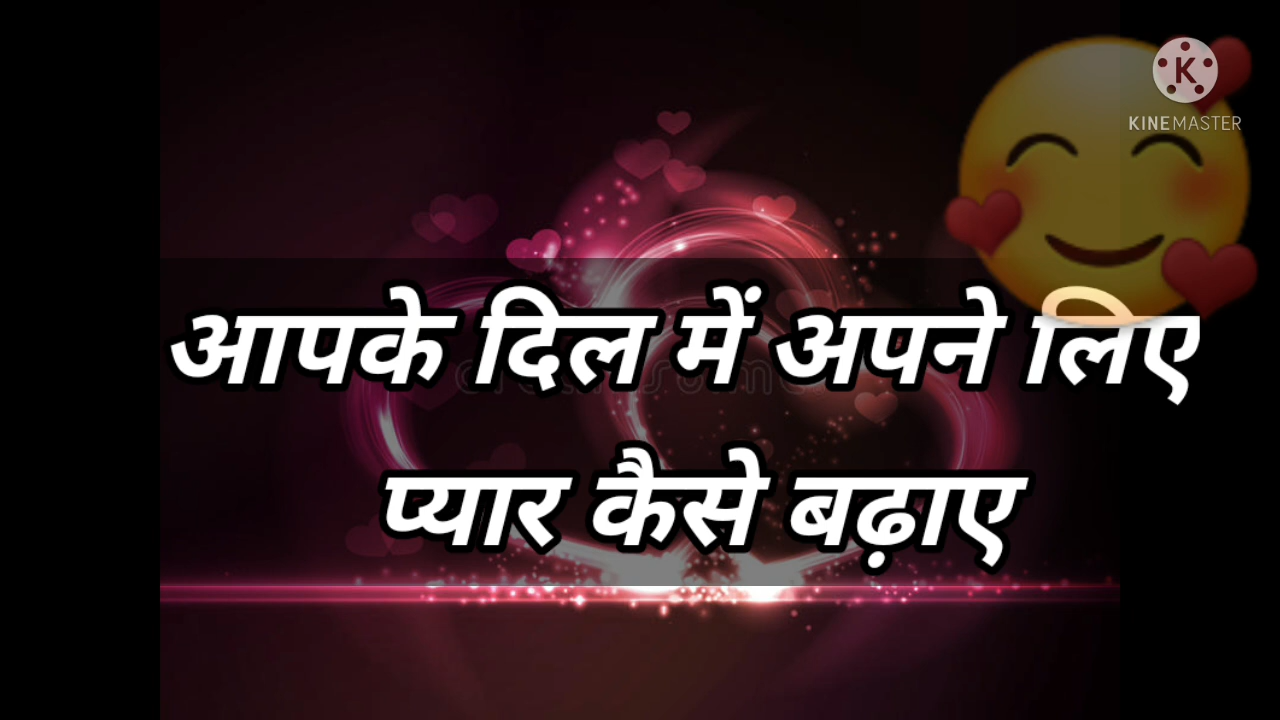 KINEMASTER
आपके दिल में अपने लिए
प्यार कैसे बढ़ाए